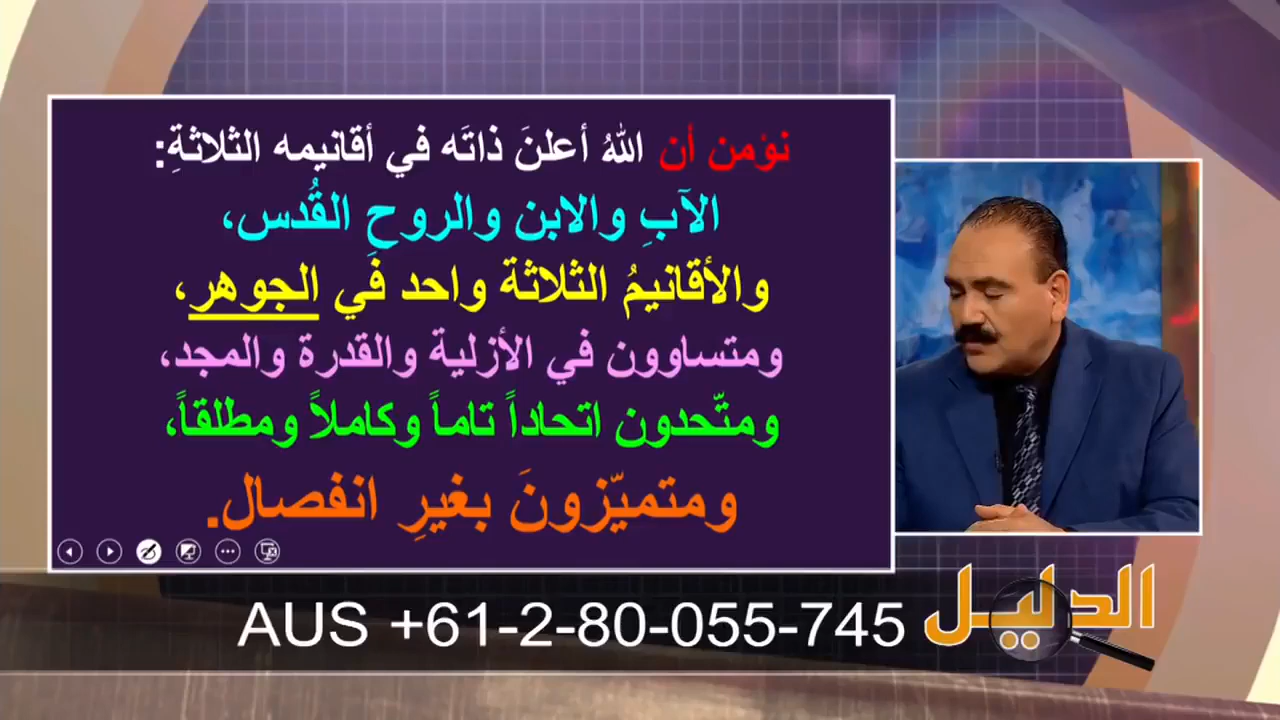 نؤمن أن اللهُ أعلنَ ذاتَه في أقانيمه الثلاثةِ:
الآبِ والابن والروحِ القُدس،
والأقانيمُ الثلاثة واحد في الجوهر،
ومتساوون في الأزلية والقدرة والمجد،
ومتّحدون اتحاداً تاماً وكاملاً ومطلقاً،
ومتميّزونَ بغيرِ انفصال.
الدليل
AUS +61-2-80-055-745